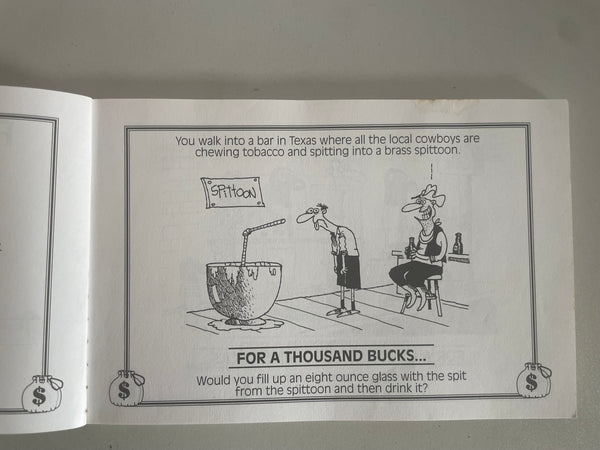 You walk into a bar in Texas where all the local cowboys are
chewing tobacco and spitting into a brass spittoon.
SPITTOON
FOR A THOUSAND BUCKS...
Would you fill up an eight ounce glass with the spit
from the spittoon and then drink it?
$
$
$